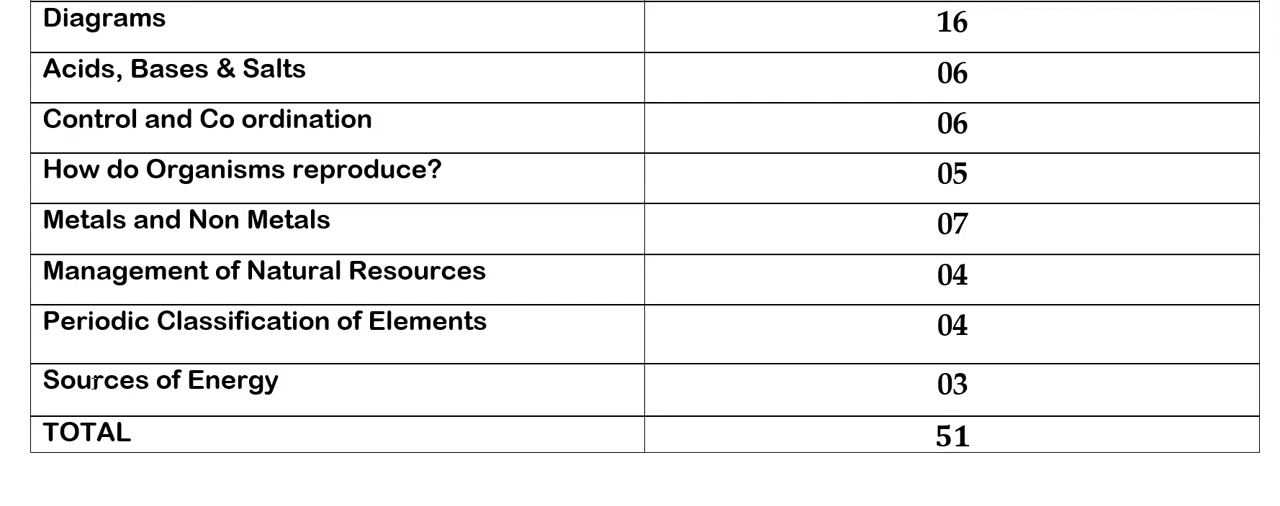 Diagrams 16
Acids, Bases & Salts 06
Control and Co ordination 06
How do Organisms reproduce? 05
Metals and Non Metals 07
Management of Natural Resources 04
Periodic Classification of Elements 04
Sources of Energy 03
TOTAL 51